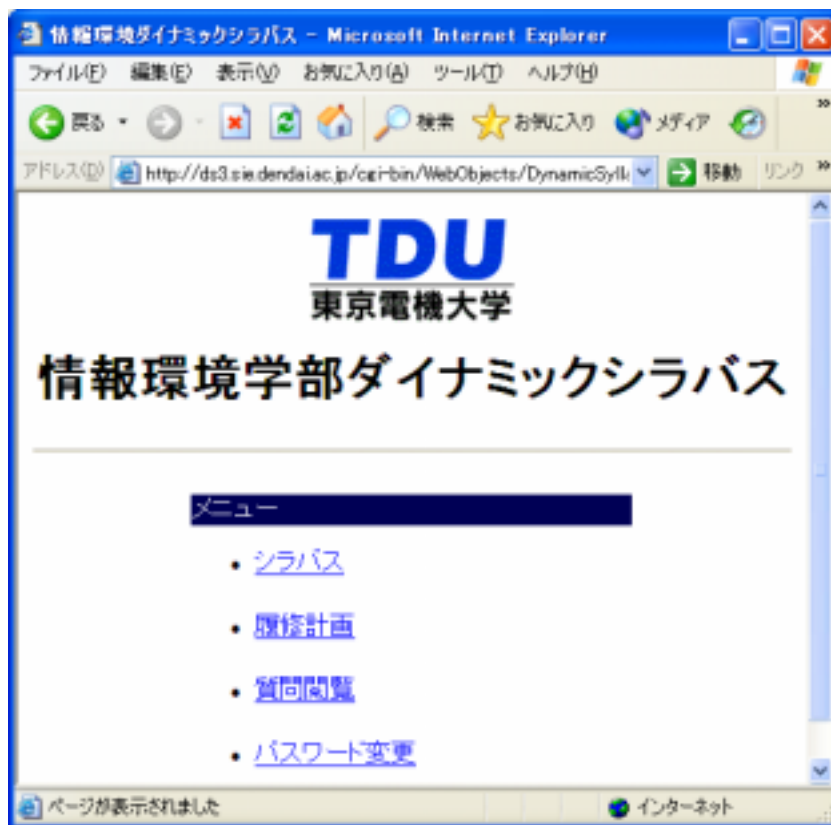 情報環境ダイナミックシラバス - Microsoft Internet Explorer
ファイル(F) 編集(E) 表示(V) お気に入り(A) ツール(T) ヘルプ(H)
戻る 検索 お気に入り メディア »
アドレス(D) http://ds3.sie.dendai.ac.jp/cgi-bin/WebObjects/DynamicSylla 移動 リンク »
TDU
東京電機大学
情報環境学部ダイナミックシラバス
メニュー
• シラバス
• 履修計画
• 質問閲覧
• パスワード変更
ページが表示されました インターネット